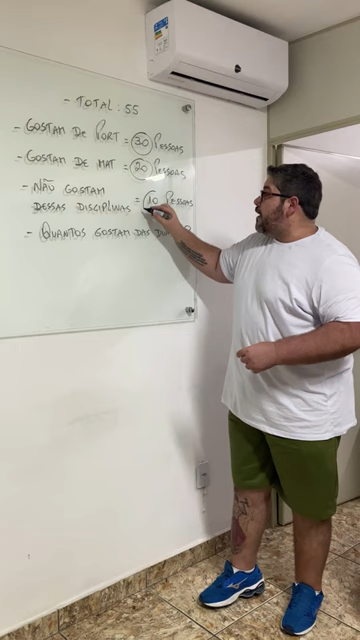 - TOTAL: 55
- GOSTAM DE PORT = 30 PESSOAS
- GOSTAM DE MAT = 20 PESSOAS
- NÃO GOSTAM
DESSAS DISCIPLINAS = 10 PESSOAS
- QUANTOS GOSTAM DAS